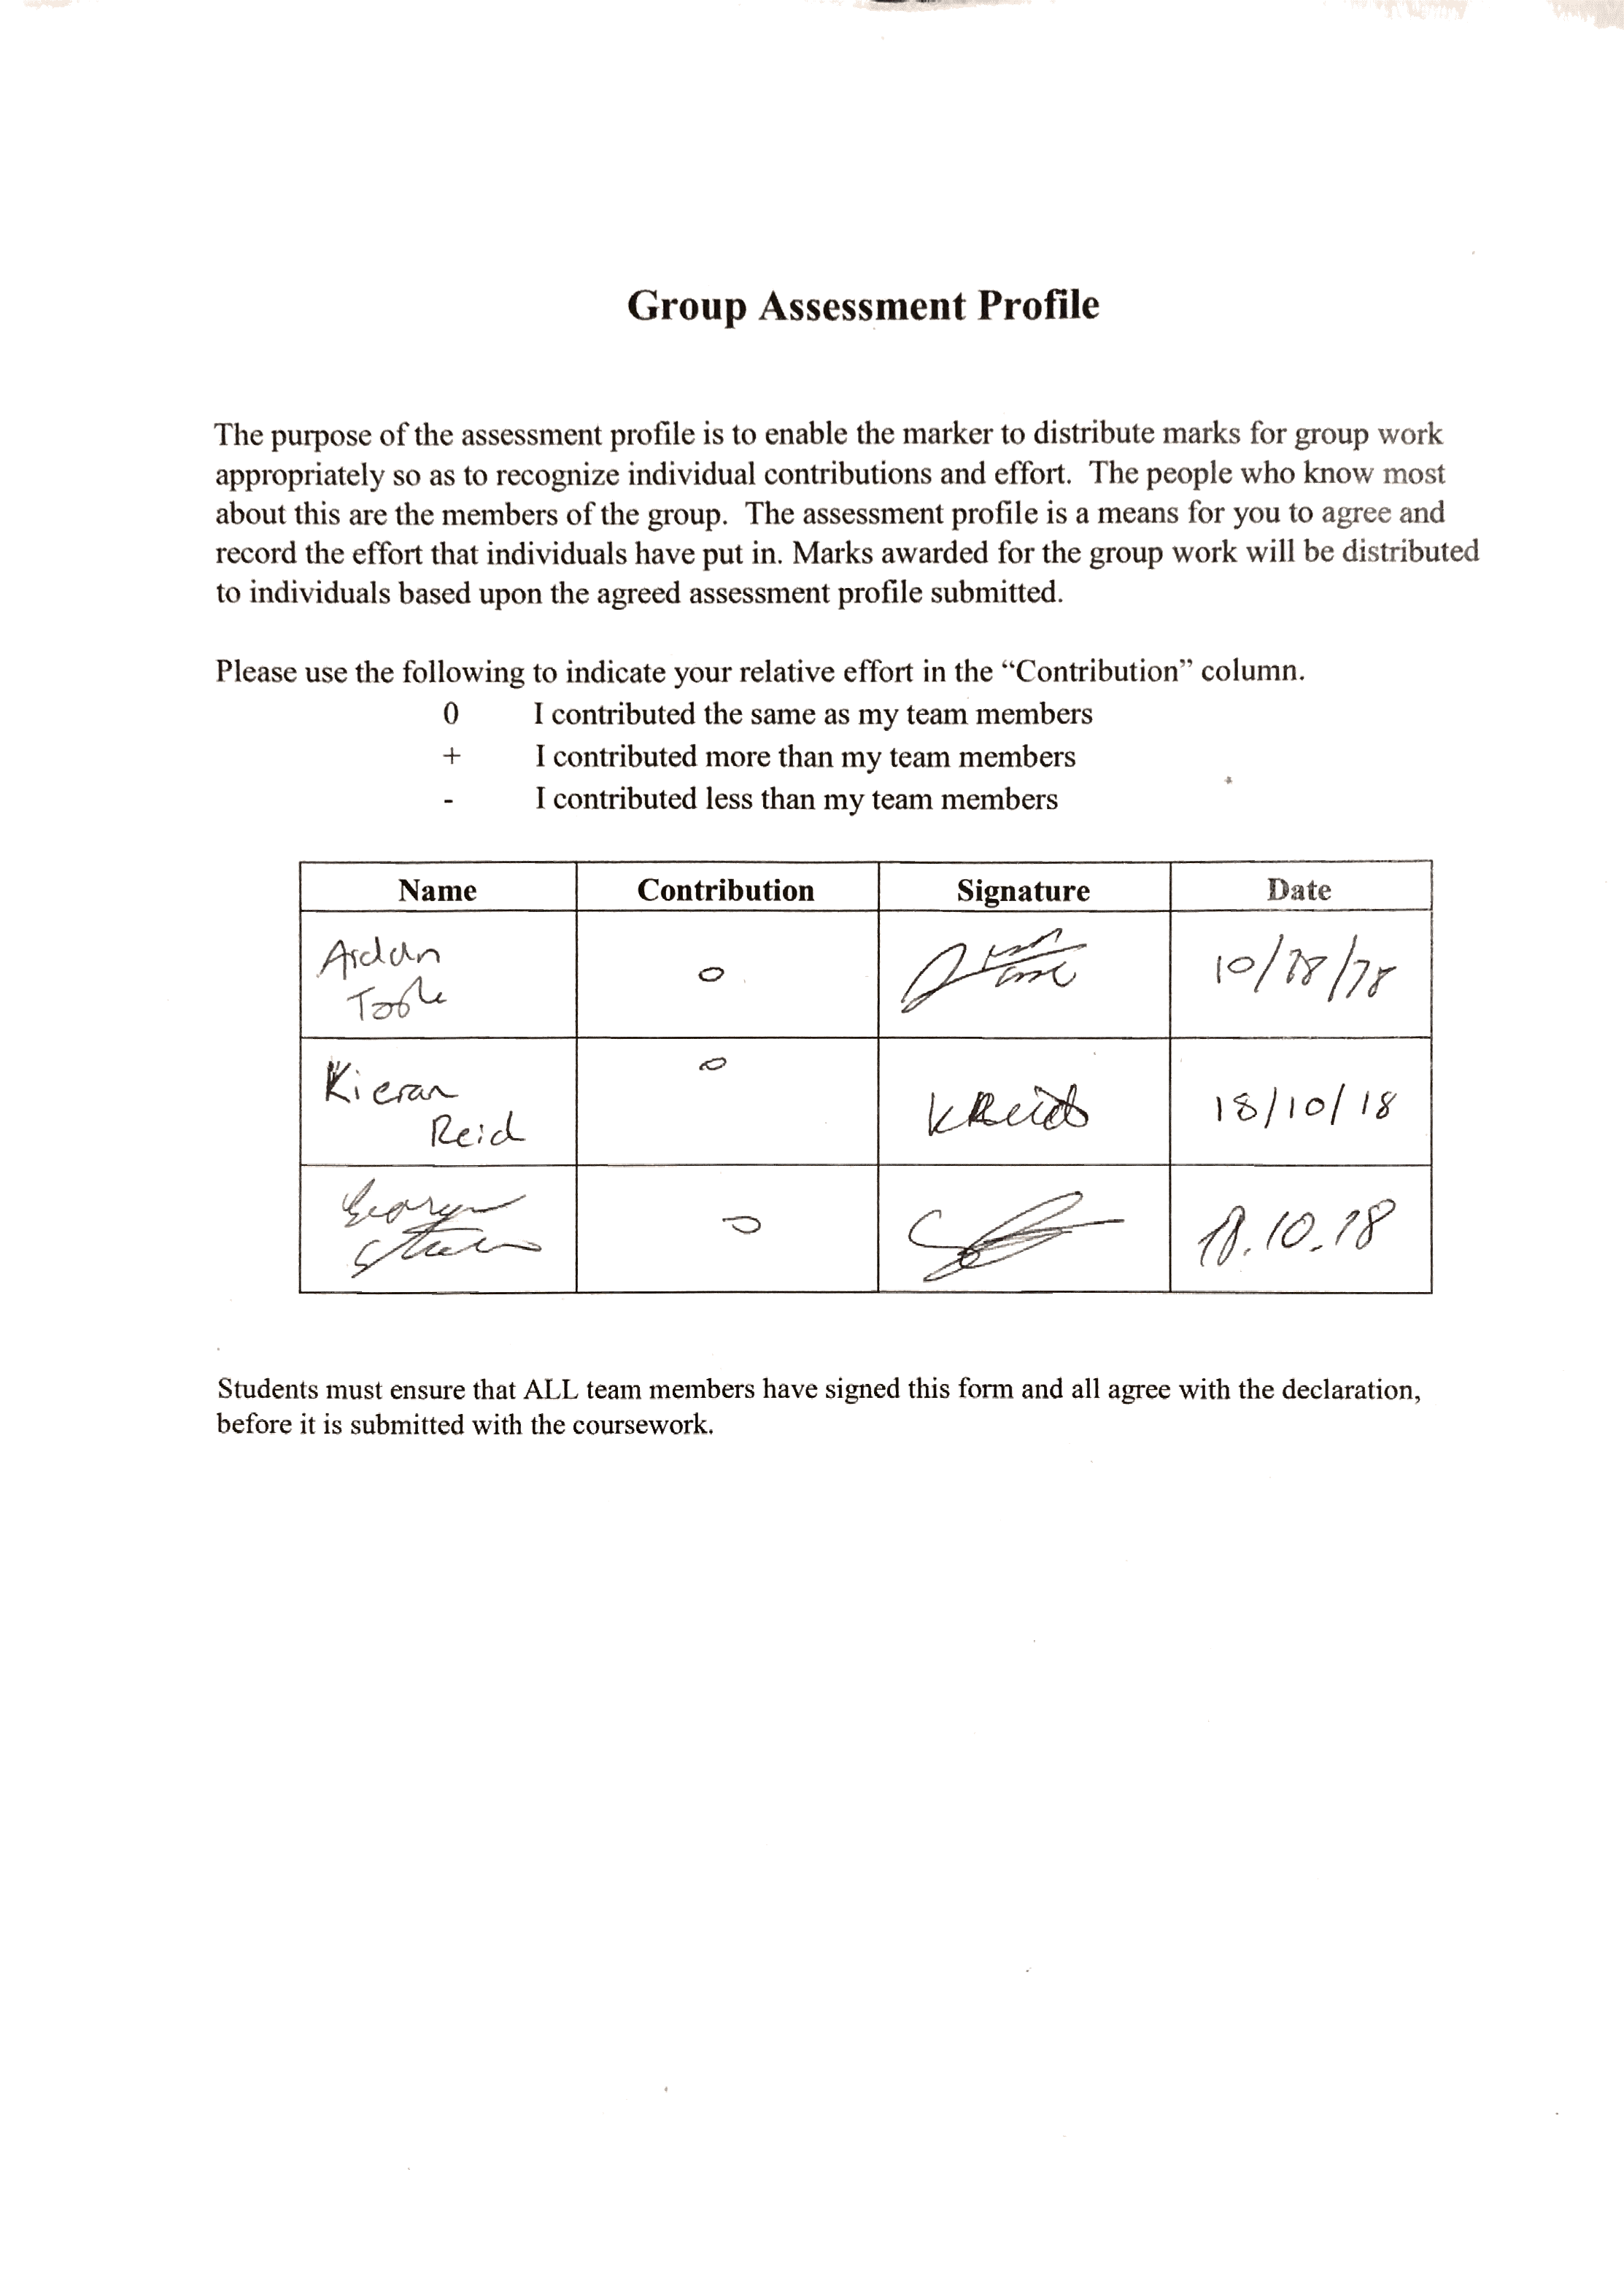 Group Assessment Profile
The purpose of the assessment profile is to enable the marker to distribute marks for group work
appropriately so as to recognize individual contributions and effort. The people who know most
about this are the members of the group. The assessment profile is a means for you to agree and
record the effort that individuals have put in. Marks awarded for the group work will be distributed
to individuals based upon the agreed assessment profile submitted.
Please use the following to indicate your relative effort in the “Contribution” column.
0 I contributed the same as my team members
+ I contributed more than my team members
- I contributed less than my team members
Name Contribution Signature Date
Aidan
0
Kieran 0
Reid KReid 18/10/18
0 18.10.18
Students must ensure that ALL team members have signed this form and all agree with the declaration,
before it is submitted with the coursework.